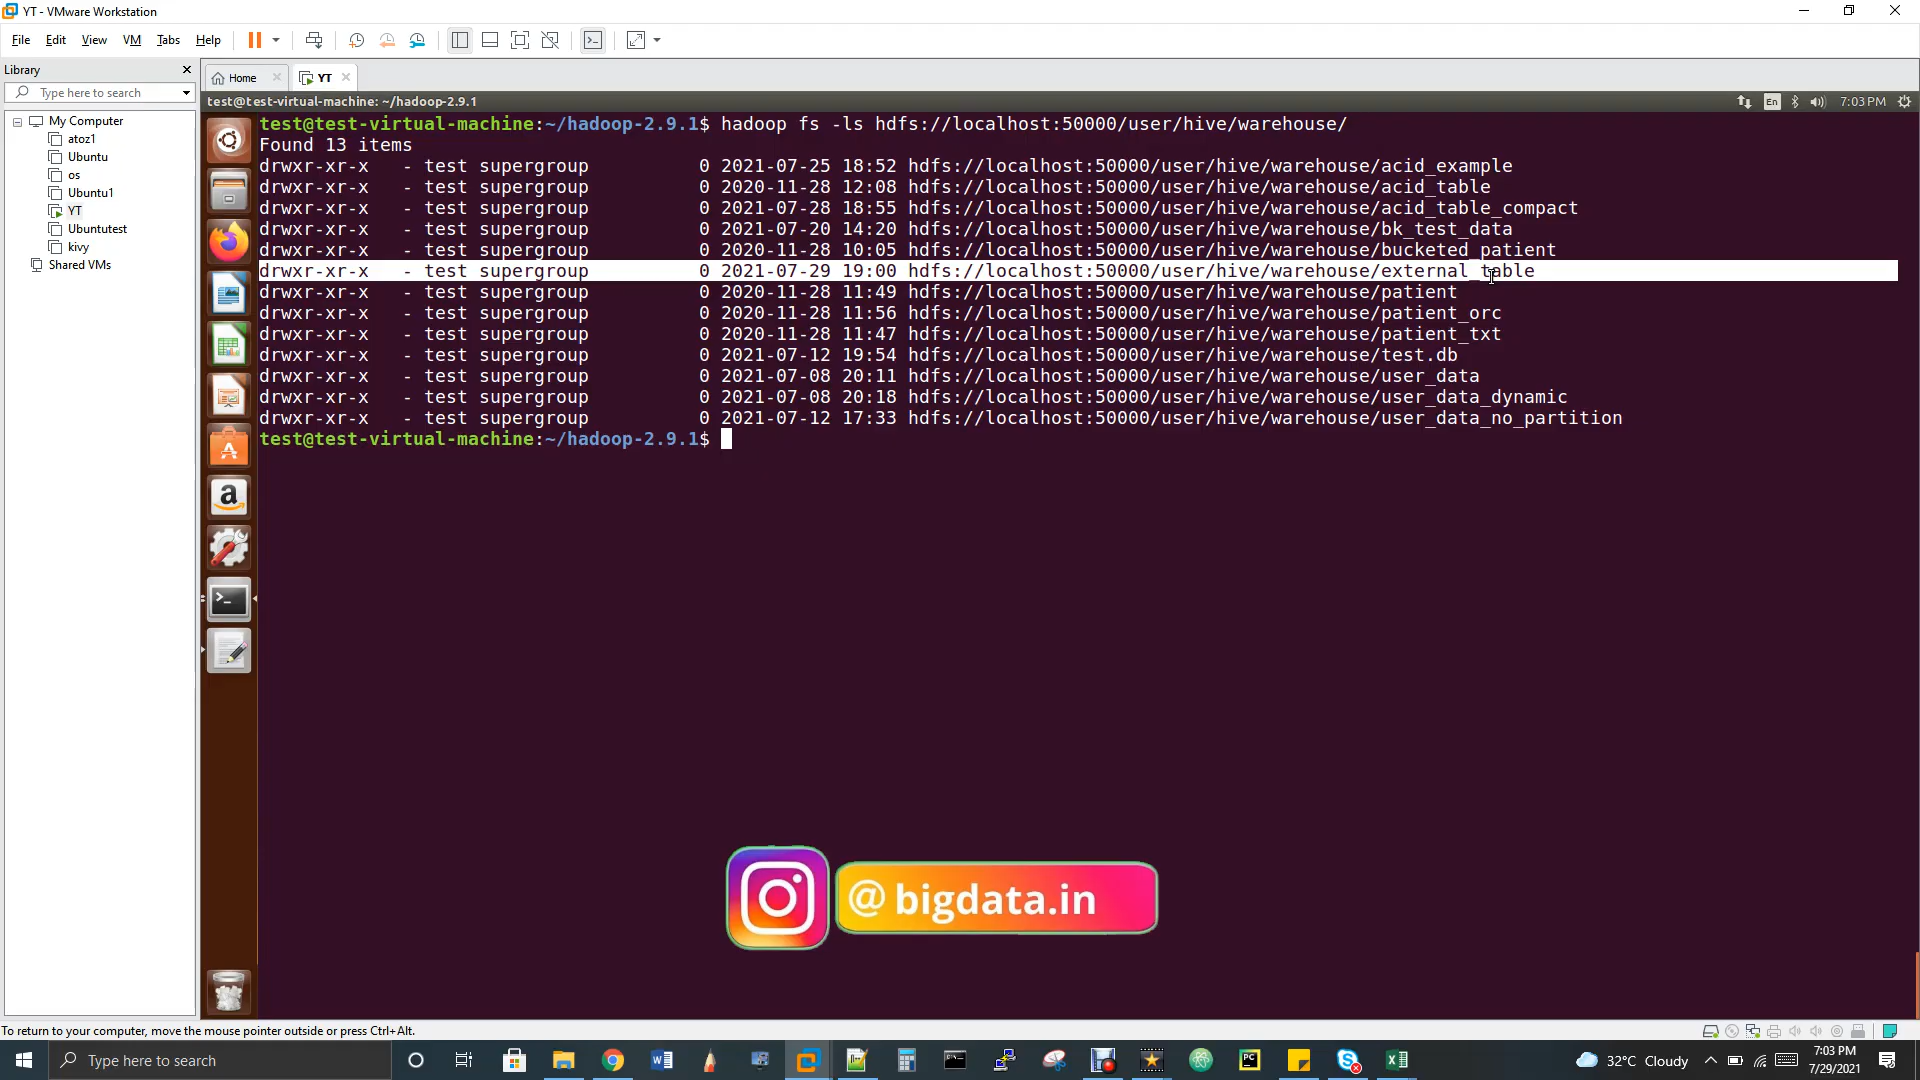 YT - VMware Workstation
File Edit View VM Tabs Help
Library
Type here to search
My Computer
atoz1
Ubuntu
os
Ubuntu1
YT
Ubuntutest
kivy
Shared VMs
Home
YT
test@test-virtual-machine: ~/hadoop-2.9.1
En
7:03 PM
test@test-virtual-machine:~/hadoop-2.9.1$ hadoop fs -ls hdfs://localhost:50000/user/hive/warehouse/
Found 13 items
drwxr-xr-x - test supergroup 0 2021-07-25 18:52 hdfs://localhost:50000/user/hive/warehouse/acid_example
drwxr-xr-x - test supergroup 0 2020-11-28 12:08 hdfs://localhost:50000/user/hive/warehouse/acid_table
drwxr-xr-x - test supergroup 0 2021-07-28 18:55 hdfs://localhost:50000/user/hive/warehouse/acid_table_compact
drwxr-xr-x - test supergroup 0 2021-07-20 14:20 hdfs://localhost:50000/user/hive/warehouse/bk_test_data
drwxr-xr-x - test supergroup 0 2020-11-28 10:05 hdfs://localhost:50000/user/hive/warehouse/bucketed_patient
drwxr-xr-x - test supergroup 0 2021-07-29 19:00 hdfs://localhost:50000/user/hive/warehouse/external_table
drwxr-xr-x - test supergroup 0 2020-11-28 11:49 hdfs://localhost:50000/user/hive/warehouse/patient
drwxr-xr-x - test supergroup 0 2020-11-28 11:56 hdfs://localhost:50000/user/hive/warehouse/patient_orc
drwxr-xr-x - test supergroup 0 2020-11-28 11:47 hdfs://localhost:50000/user/hive/warehouse/patient_txt
drwxr-xr-x - test supergroup 0 2021-07-12 19:54 hdfs://localhost:50000/user/hive/warehouse/test.db
drwxr-xr-x - test supergroup 0 2021-07-08 20:11 hdfs://localhost:50000/user/hive/warehouse/user_data
drwxr-xr-x - test supergroup 0 2021-07-08 20:18 hdfs://localhost:50000/user/hive/warehouse/user_data_dynamic
drwxr-xr-x - test supergroup 0 2021-07-12 17:33 hdfs://localhost:50000/user/hive/warehouse/user_data_no_partition
test@test-virtual-machine:~/hadoop-2.9.1$
@ bigdata.in
To return to your computer, move the mouse pointer outside or press Ctrl+Alt.
Type here to search
32°C Cloudy
7:03 PM
7/29/2021